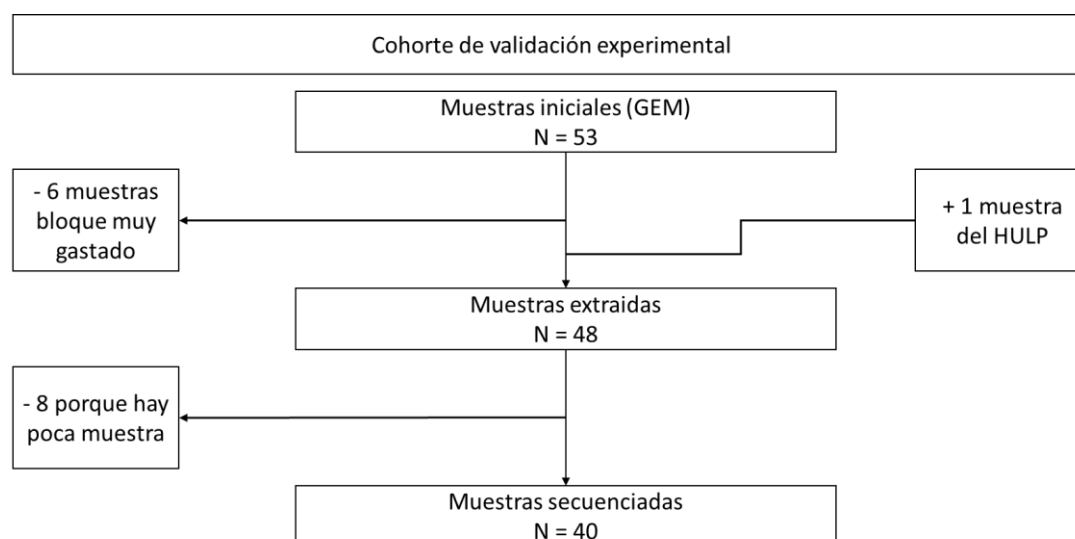 Cohorte de validación experimental
Muestras iniciales (GEM)
N = 53
- 6 muestras
bloque muy
gastado
+ 1 muestra
del HULP
Muestras extraidas
N = 48
- 8 porque hay
poca muestra
Muestras secuenciadas
N = 40